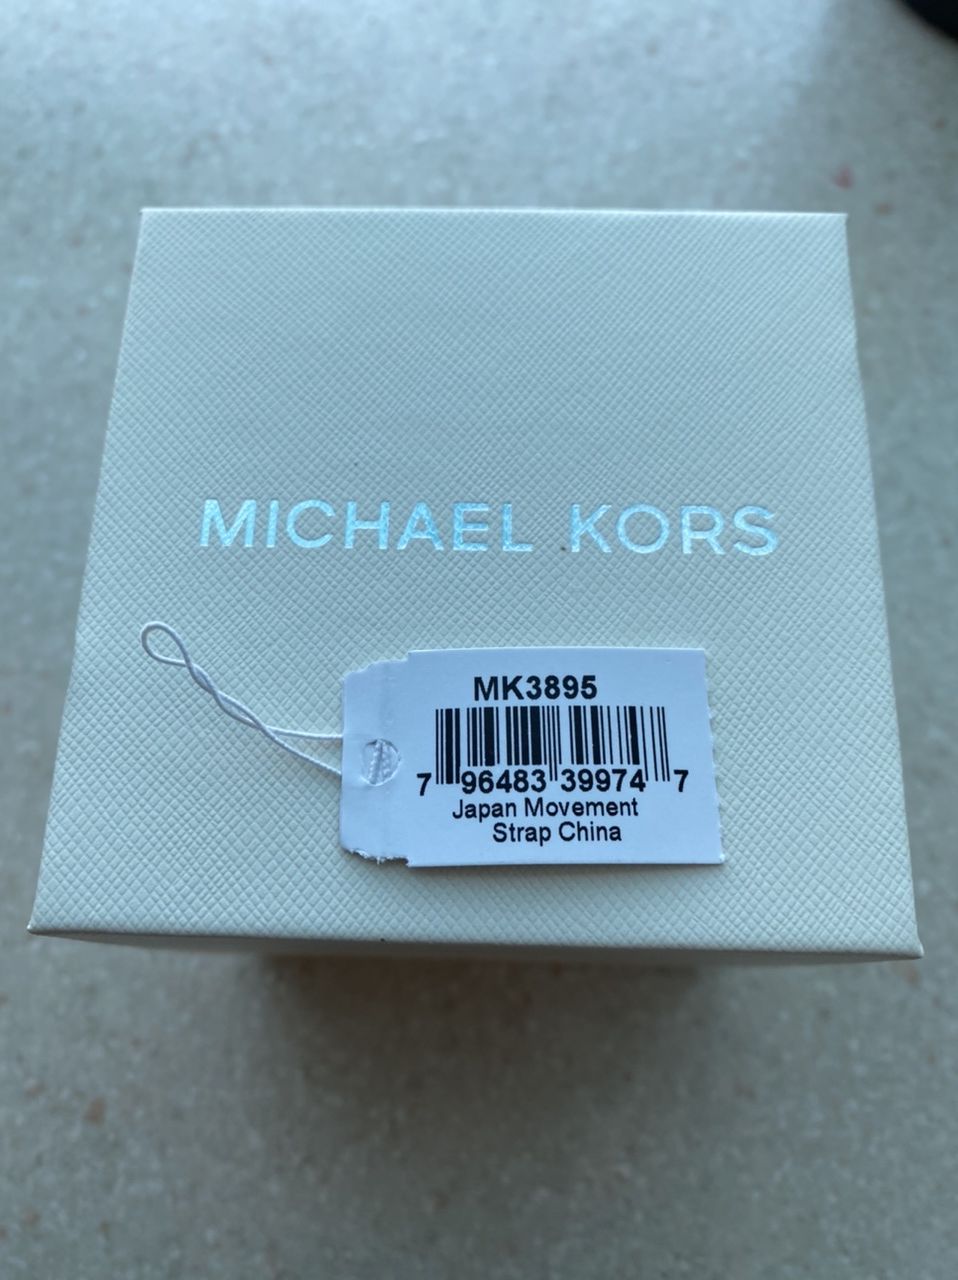 MICHAEL KORS
MK3895
7 96483 39974 7
Japan Movement
Strap China